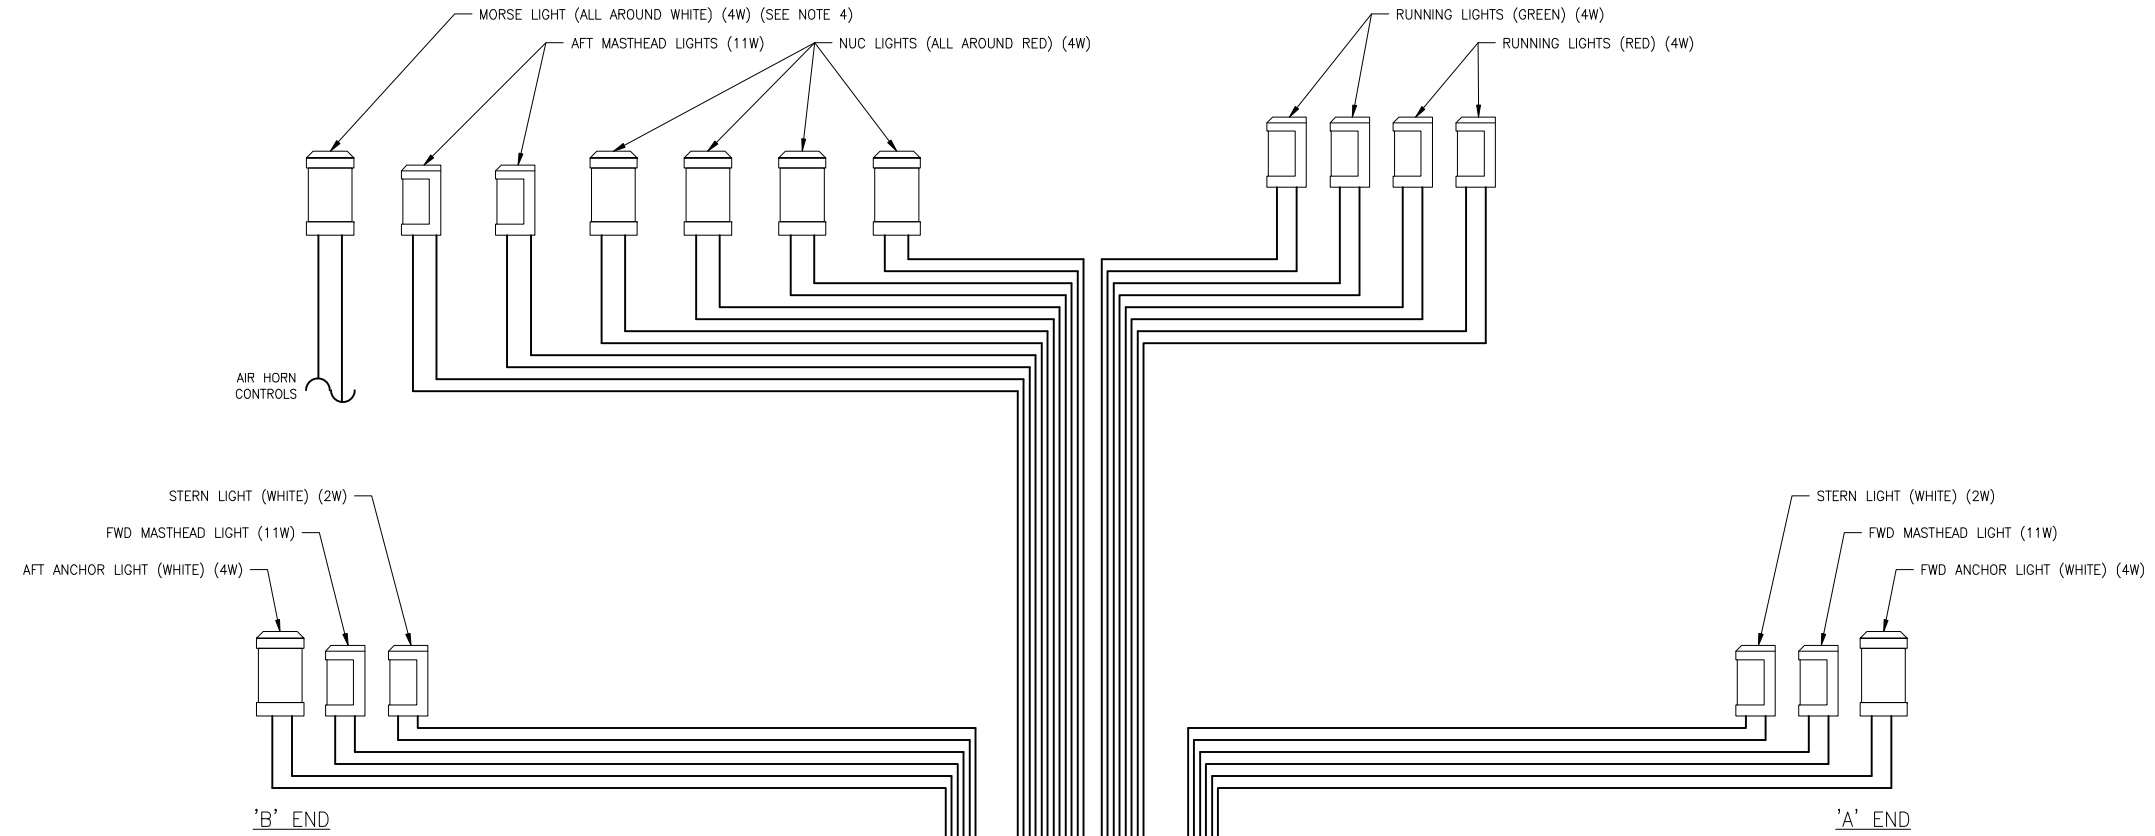 MORSE LIGHT (ALL AROUND WHITE) (4W) (SEE NOTE 4)
RUNNING LIGHTS (GREEN) (4W)
AFT MASTHEAD LIGHTS (11W)
NUC LIGHTS (ALL AROUND RED) (4W)
RUNNING LIGHTS (RED) (4W)
AIR HORN
CONTROLS
STERN LIGHT (WHITE) (2W)
STERN LIGHT (WHITE) (2W)
FWD MASTHEAD LIGHT (11W)
FWD MASTHEAD LIGHT (11W)
AFT ANCHOR LIGHT (WHITE) (4W)
FWD ANCHOR LIGHT (WHITE) (4W)
'B' END
'A' END